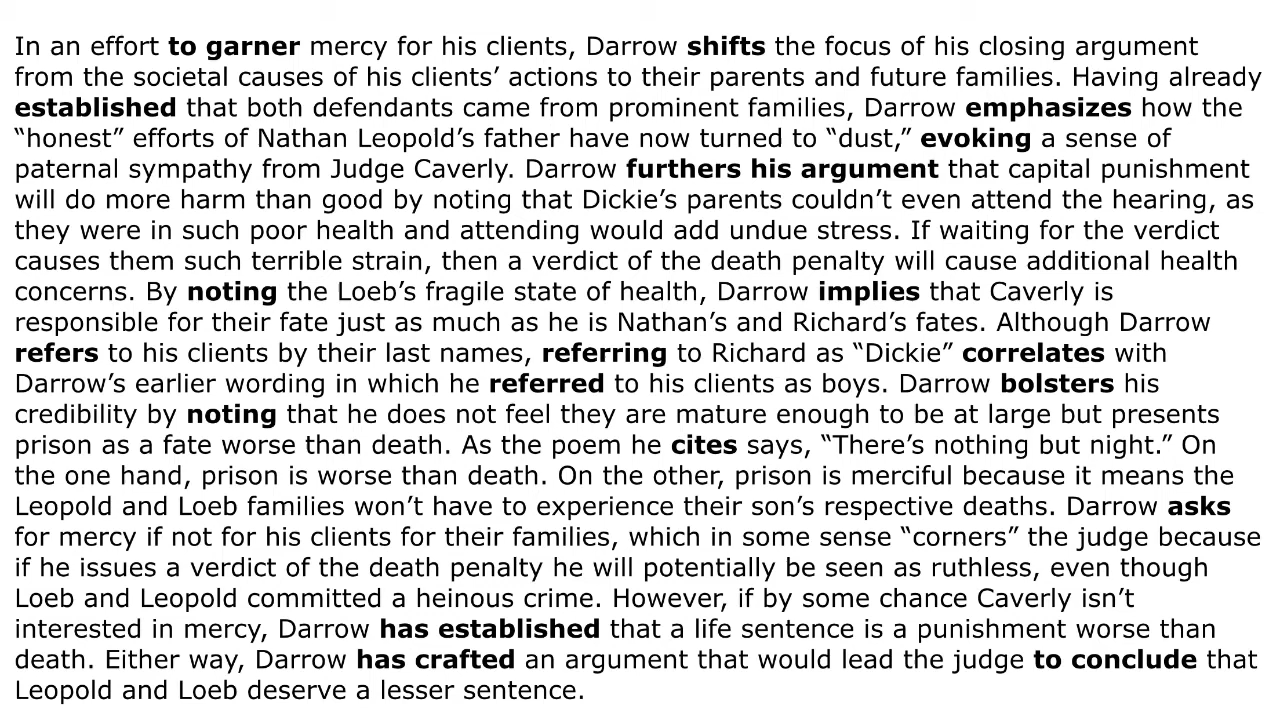 In an effort to garner mercy for his clients, Darrow shifts the focus of his closing argument
from the societal causes of his clients’ actions to their parents and future families. Having already
established that both defendants came from prominent families, Darrow emphasizes how the
“honest” efforts of Nathan Leopold’s father have now turned to “dust,” evoking a sense of
paternal sympathy from Judge Caverly. Darrow furthers his argument that capital punishment
will do more harm than good by noting that Dickie’s parents couldn’t even attend the hearing, as
they were in such poor health and attending would add undue stress. If waiting for the verdict
causes them such terrible strain, then a verdict of the death penalty will cause additional health
concerns. By noting the Loeb’s fragile state of health, Darrow implies that Caverly is
responsible for their fate just as much as he is Nathan’s and Richard’s fates. Although Darrow
refers to his clients by their last names, referring to Richard as “Dickie” correlates with
Darrow’s earlier wording in which he referred to his clients as boys. Darrow bolsters his
credibility by noting that he does not feel they are mature enough to be at large but presents
prison as a fate worse than death. As the poem he cites says, “There’s nothing but night.” On
the one hand, prison is worse than death. On the other, prison is merciful because it means the
Leopold and Loeb families won’t have to experience their son’s respective deaths. Darrow asks
for mercy if not for his clients for their families, which in some sense “corners” the judge because
if he issues a verdict of the death penalty he will potentially be seen as ruthless, even though
Loeb and Leopold committed a heinous crime. However, if by some chance Caverly isn’t
interested in mercy, Darrow has established that a life sentence is a punishment worse than
death. Either way, Darrow has crafted an argument that would lead the judge to conclude that
Leopold and Loeb deserve a lesser sentence.